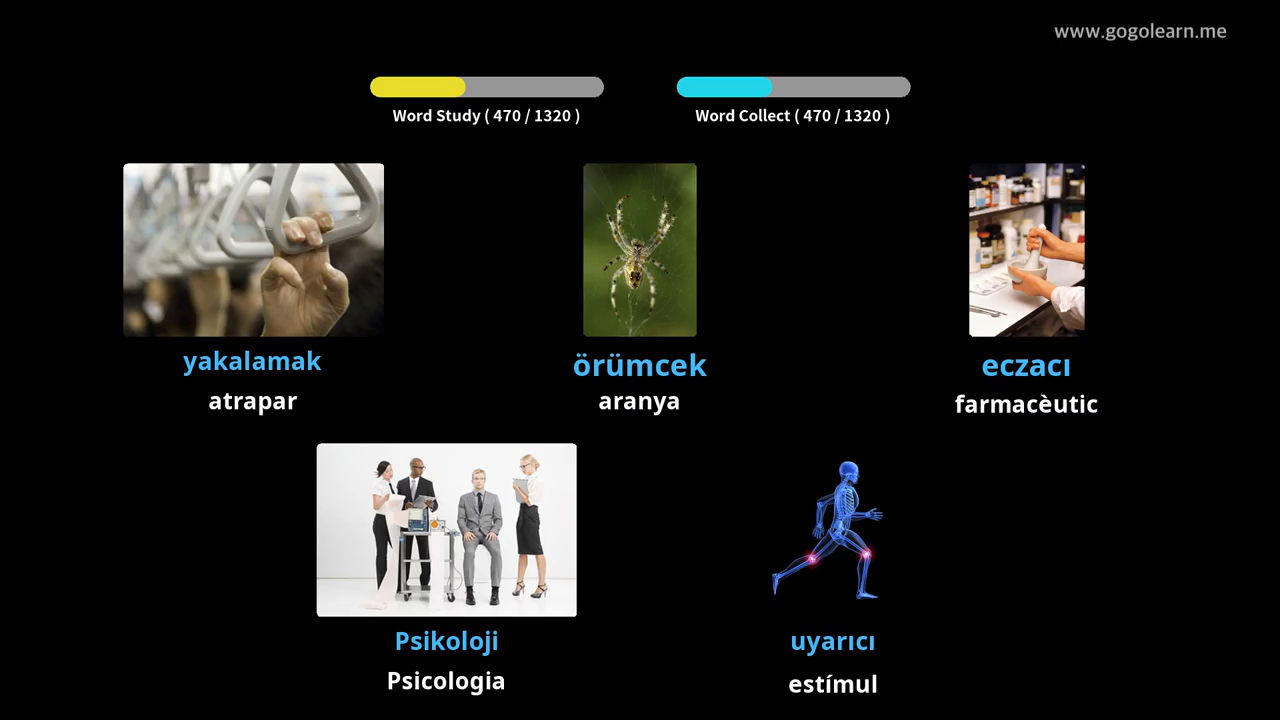 www.gogolearn.me
Word Study ( 470 / 1320 )
Word Collect ( 470 / 1320 )
yakalamak
atrapar
örümcek
aranya
eczacı
farmacèutic
Psikoloji
Psicologia
uyarıcı
estímul